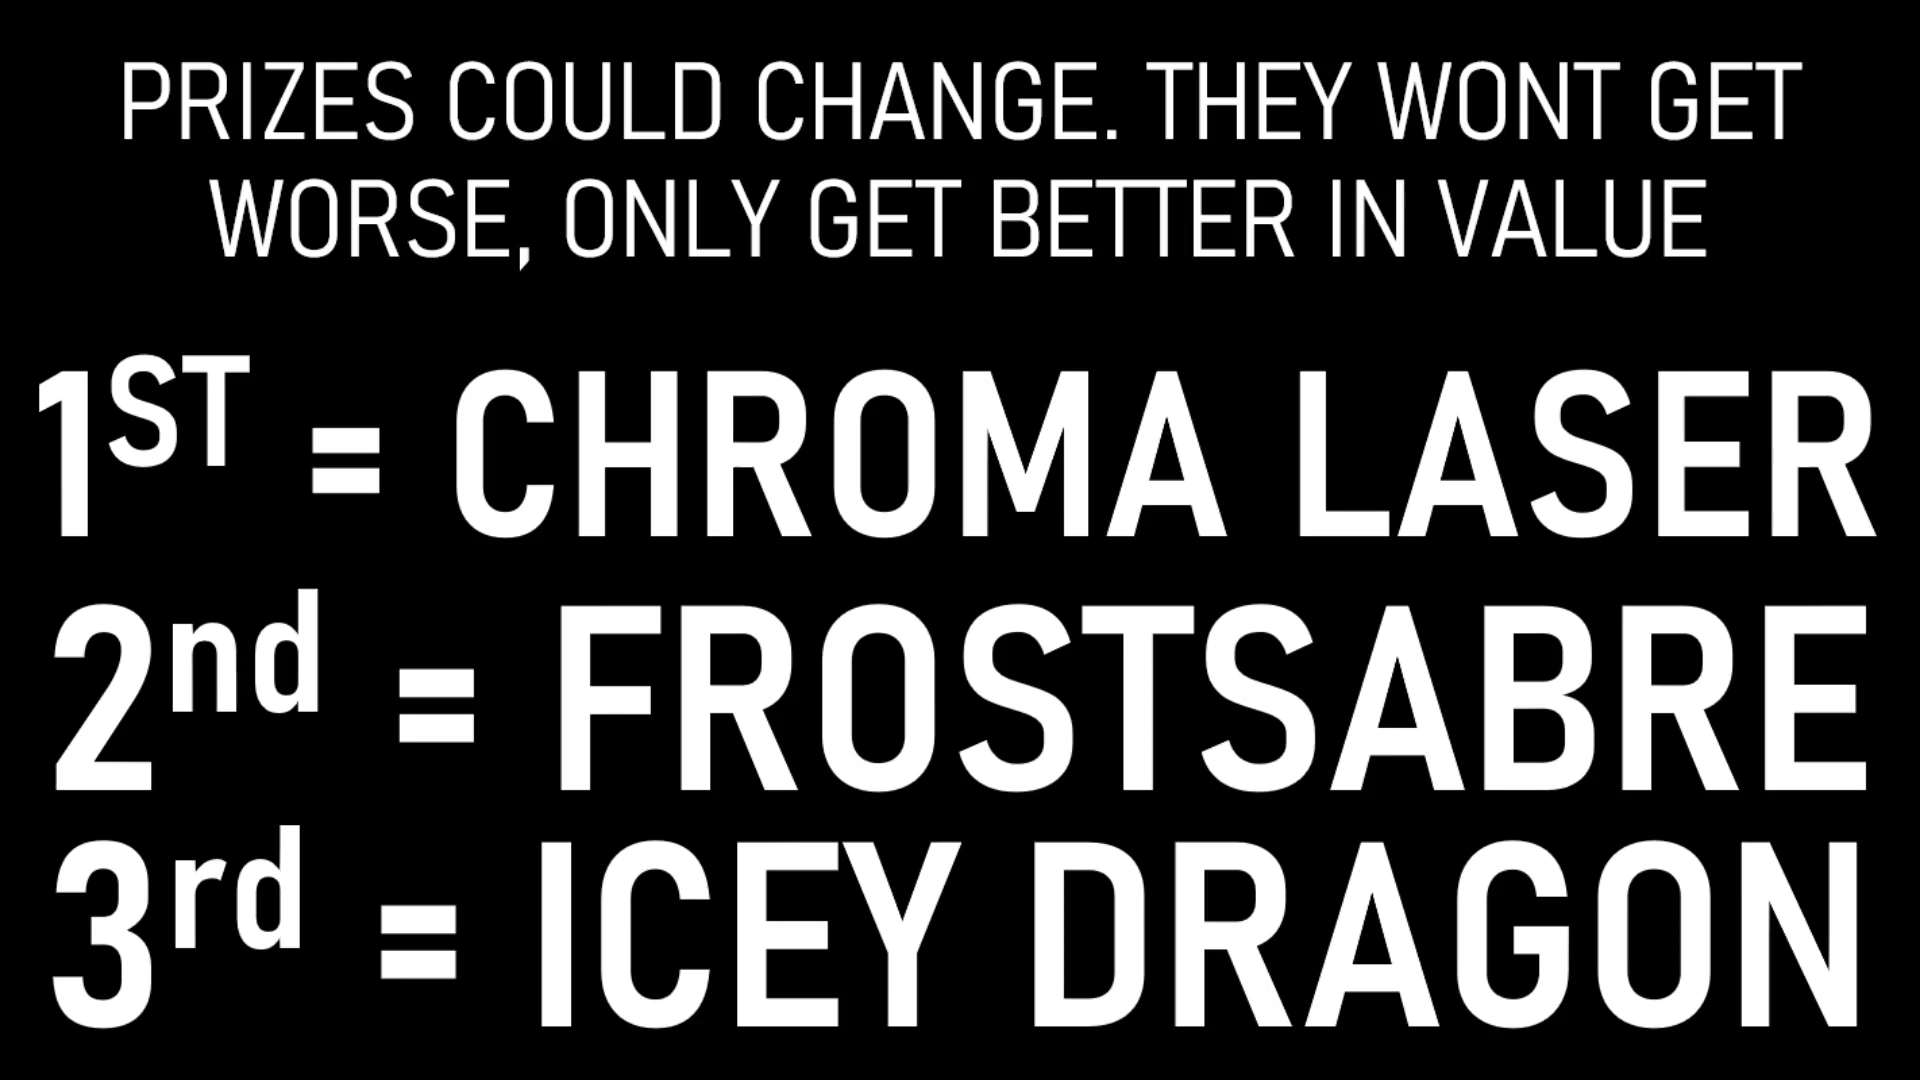 PRIZES COULD CHANGE. THEY WONT GET
WORSE, ONLY GET BETTER IN VALUE
1ST = CHROMA LASER
2nd = FROSTSABRE
3rd = ICEY DRAGON